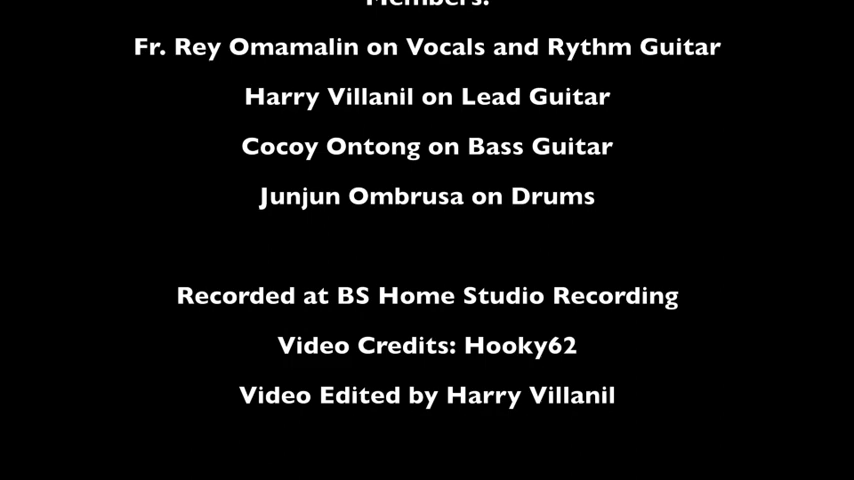 Members:
Fr. Rey Omamalin on Vocals and Rythm Guitar
Harry Villanil on Lead Guitar
Cocoy Ontong on Bass Guitar
Junjun Ombrusa on Drums
Recorded at BS Home Studio Recording
Video Credits: Hooky62
Video Edited by Harry Villanil